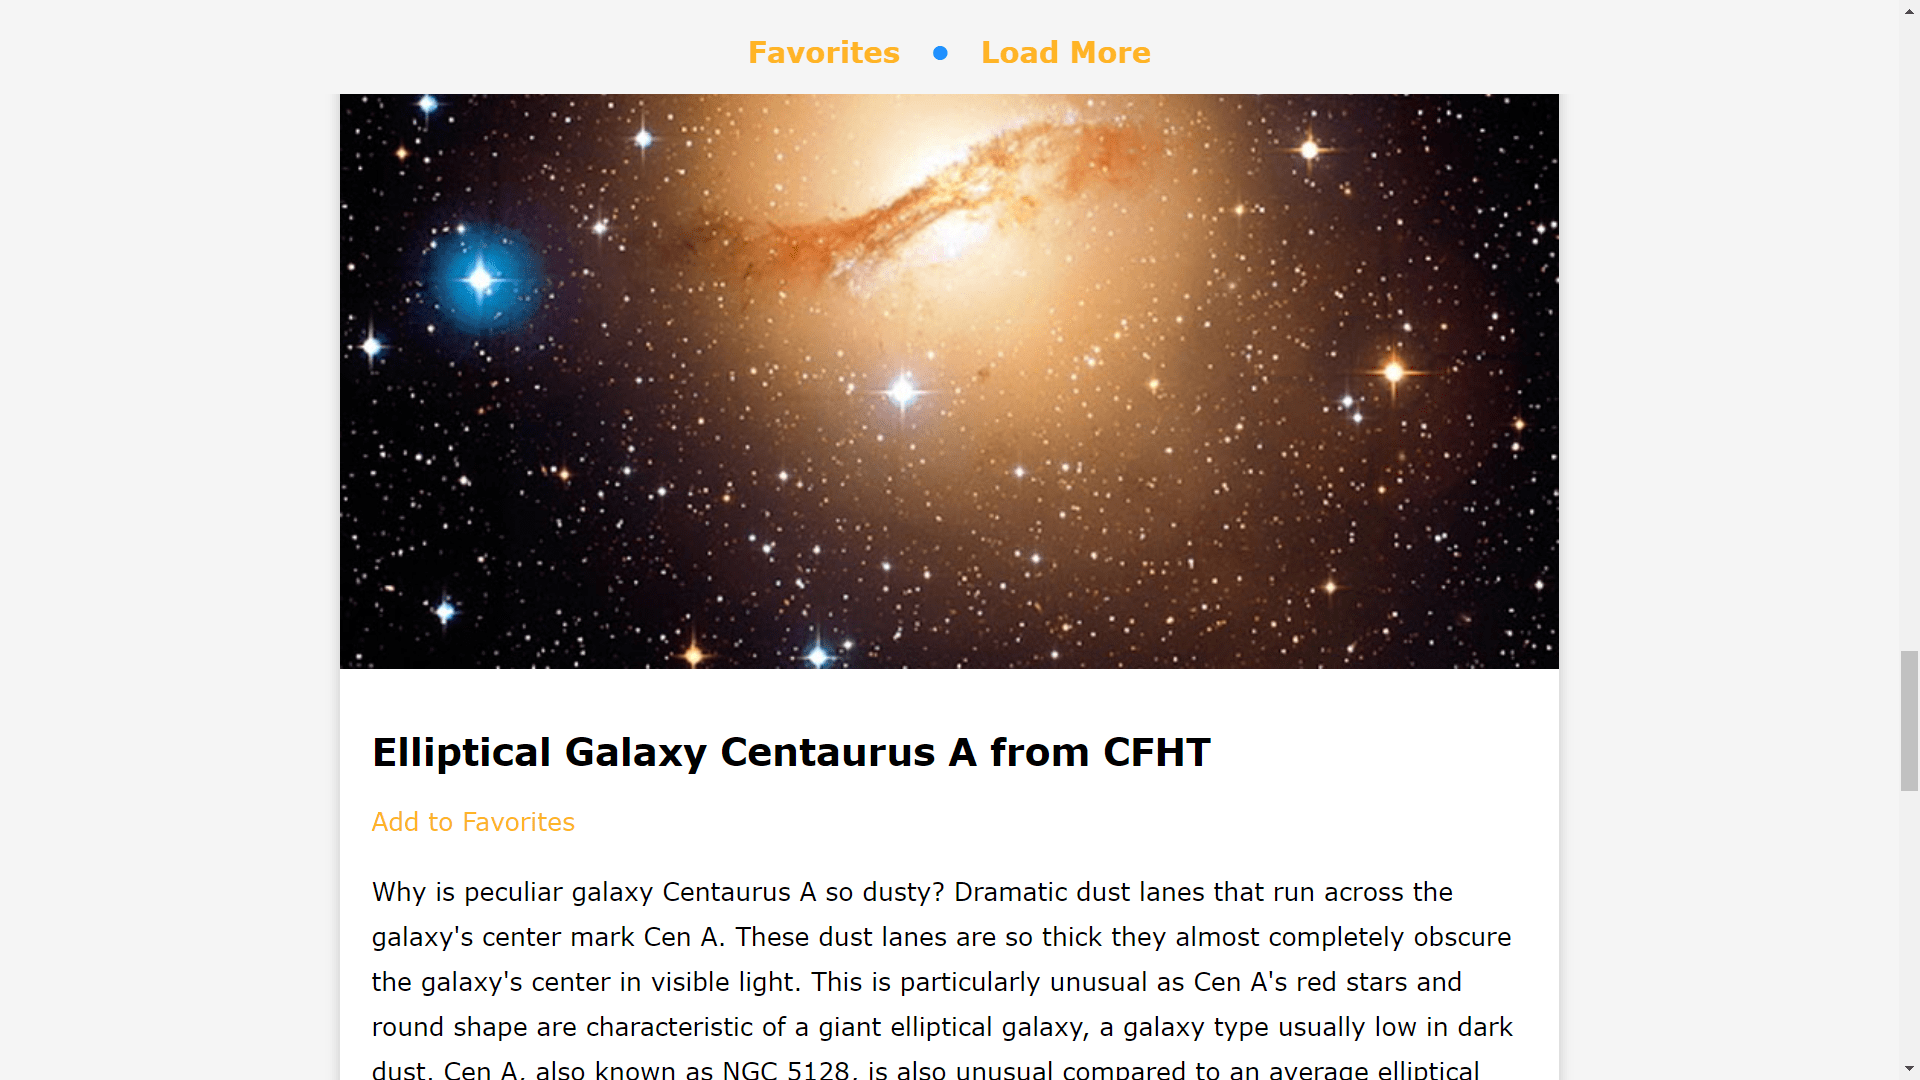 Favorites • Load More
Elliptical Galaxy Centaurus A from CFHT
Add to Favorites
Why is peculiar galaxy Centaurus A so dusty? Dramatic dust lanes that run across the
galaxy's center mark Cen A. These dust lanes are so thick they almost completely obscure
the galaxy's center in visible light. This is particularly unusual as Cen A's red stars and
round shape are characteristic of a giant elliptical galaxy, a galaxy type usually low in dark
dust. Cen A, also known as NGC 5128, is also unusual compared to an average elliptical